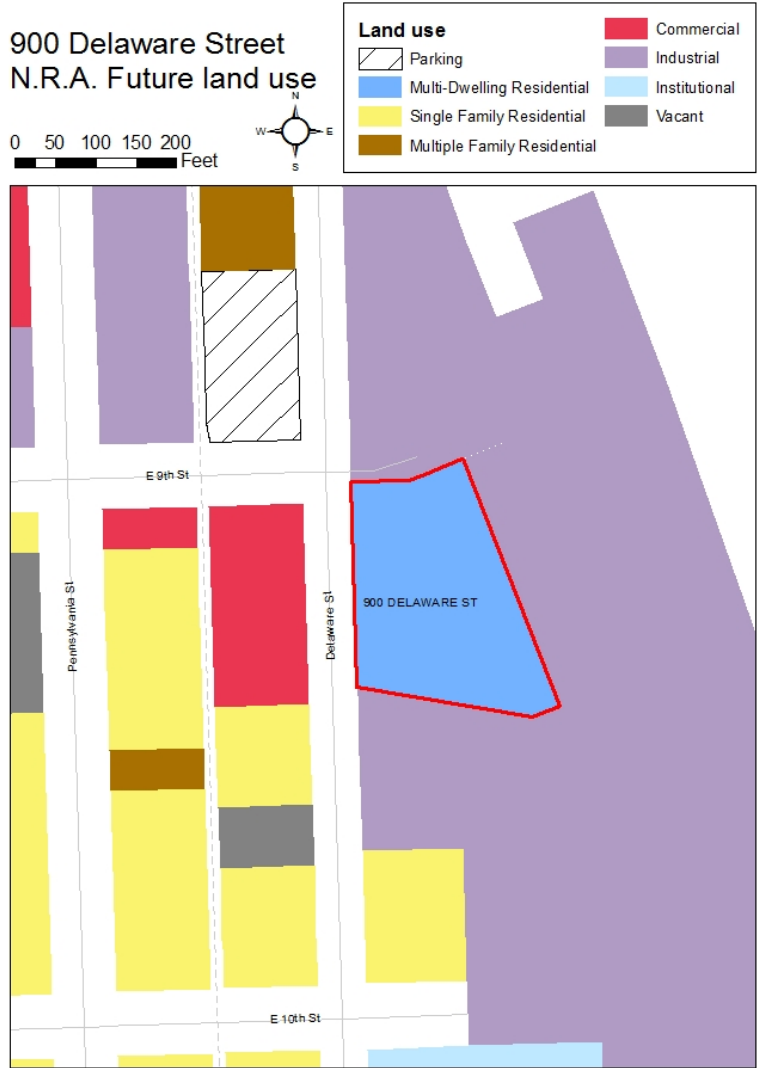 900 Delaware Street
N.R.A. Future land use
N
W
E
S
0 50 100 150 200
Feet
Land use
Parking
Multi-Dwelling Residential
Single Family Residential
Multiple Family Residential
Commercial
Industrial
Institutional
Vacant
E 9th St
Pennsylvania St
Delaware St
900 DELAWARE ST
E 10th St